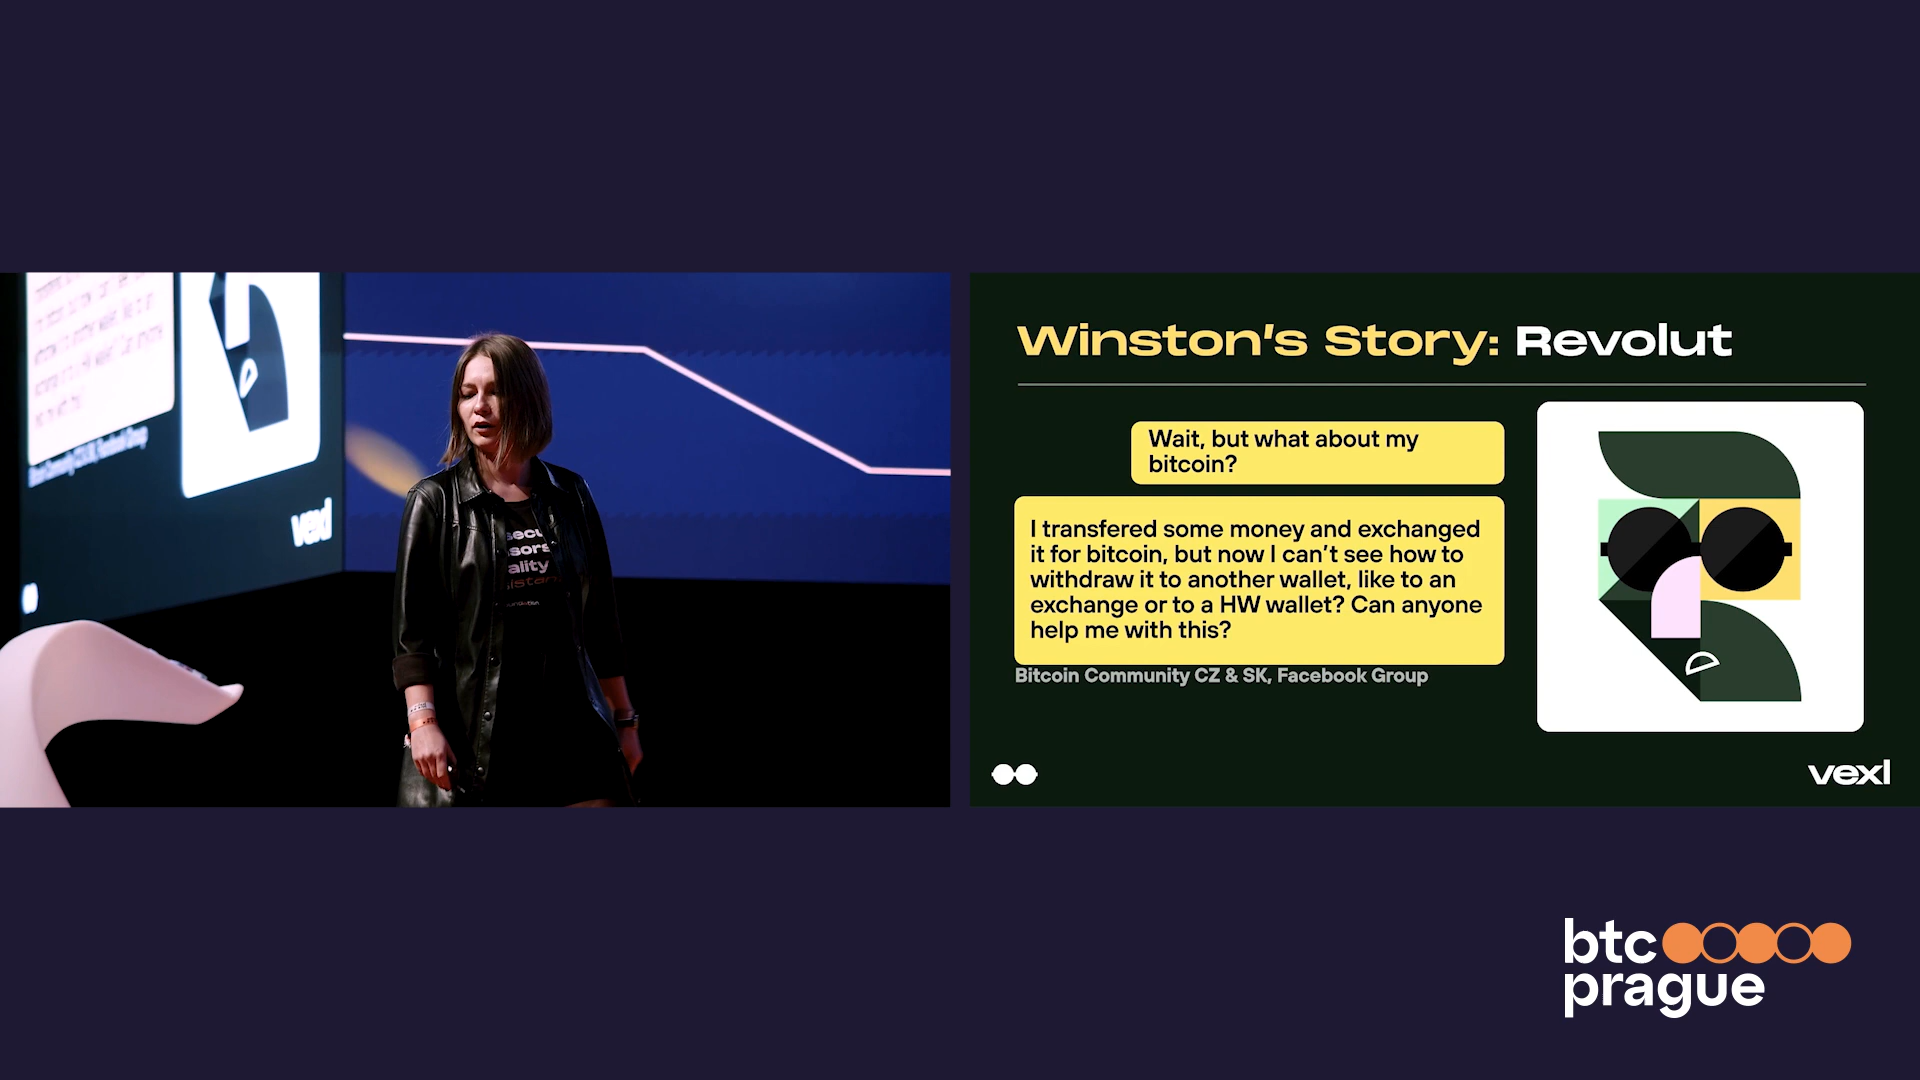 Winston's Story: Revolut
Wait, but what about my
bitcoin?
I transfered some money and exchanged
it for bitcoin, but now I can't see how to
withdraw it to another wallet, like to an
exchange or to a HW wallet? Can anyone
help me with this?
Bitcoin Community CZ & SK, Facebook Group
vexl
vexl
btc
prague